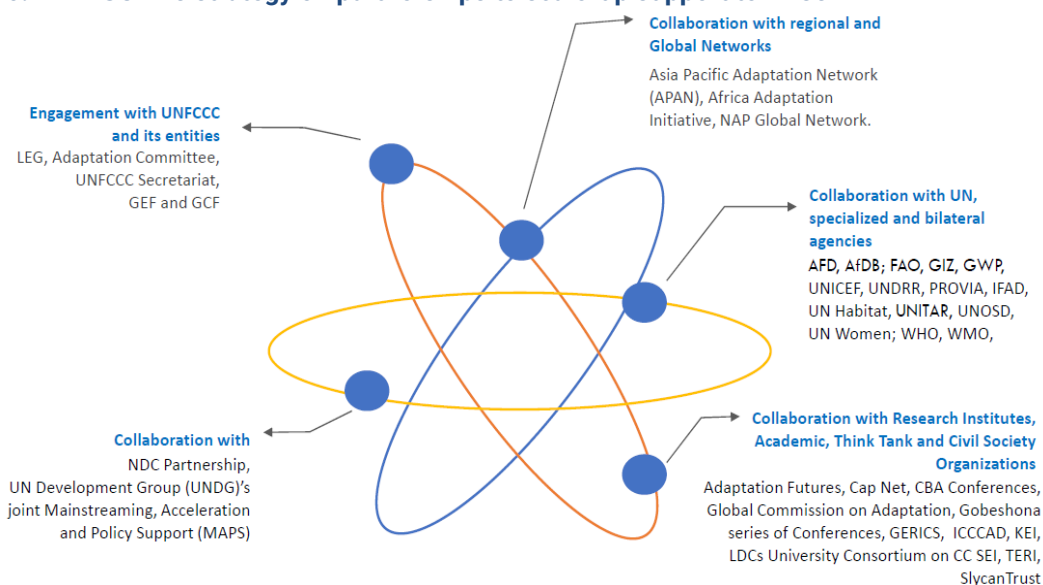 Collaboration with regional and
Global Networks
Asia Pacific Adaptation Network
(APAN), Africa Adaptation
Initiative, NAP Global Network.
Engagement with UNFCCC
and its entities
LEG, Adaptation Committee,
UNFCCC Secretariat,
GEF and GCF
Collaboration with UN,
specialized and bilateral
agencies
AFD, AfDB; FAO, GIZ, GWP,
UNICEF, UNDRR, PROVIA, IFAD,
UN Habitat, UNITAR, UNOSD,
UN Women; WHO, WMO,
Collaboration with
NDC Partnership,
UN Development Group (UNDG)'s
joint Mainstreaming, Acceleration
and Policy Support (MAPS)
Collaboration with Research Institutes,
Academic, Think Tank and Civil Society
Organizations
Adaptation Futures, Cap Net, CBA Conferences,
Global Commission on Adaptation, Gobeshona
series of Conferences, GERICS, ICCCAD, KEI,
LDCs University Consortium on CC SEI, TERI,
SlycanTrust